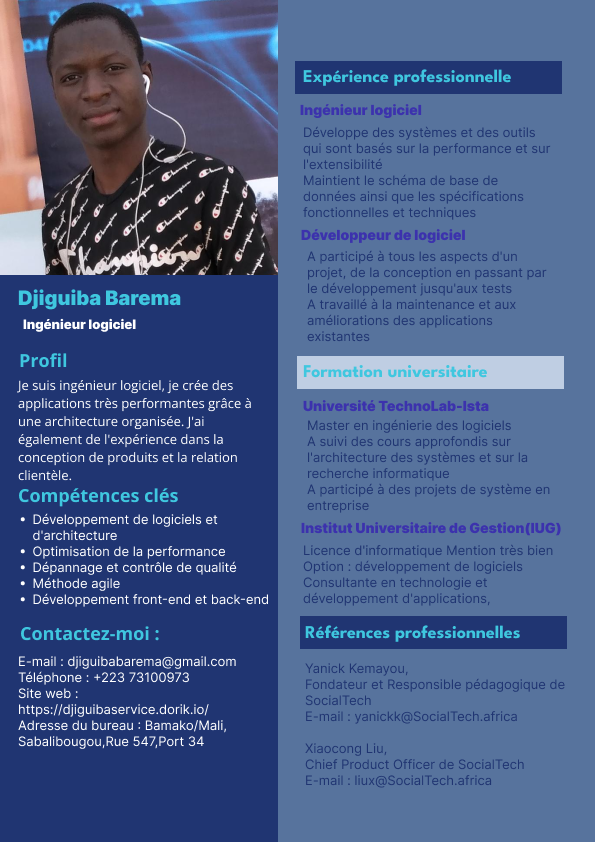 Djiguiba Barema
Ingénieur logiciel
Profil
Je suis ingénieur logiciel, je crée des
applications très performantes grâce à
une architecture organisée. J'ai
également de l'expérience dans la
conception de produits et la relation
clientèle.
Compétences clés
• Développement de logiciels et
d'architecture
• Optimisation de la performance
• Dépannage et contrôle de qualité
• Méthode agile
• Développement front-end et back-end
Contactez-moi :
E-mail : djiguibabarema@gmail.com
Téléphone : +223 73100973
Site web :
https://djiguibaservice.dorik.io/
Adresse du bureau : Bamako/Mali,
Sabalibougou,Rue 547,Port 34
Expérience professionnelle
Ingénieur logiciel
Développe des systèmes et des outils
qui sont basés sur la performance et sur
l'extensibilité
Maintient le schéma de base de
données ainsi que les spécifications
fonctionnelles et techniques
Développeur de logiciel
A participé à tous les aspects d'un
projet, de la conception en passant par
le développement jusqu'aux tests
A travaillé à la maintenance et aux
améliorations des applications
existantes
Formation universitaire
Université TechnoLab-Ista
Master en ingénierie des logiciels
A suivi des cours approfondis sur
l'architecture des systèmes et sur la
recherche informatique
A participé à des projets de système en
entreprise
Institut Universitaire de Gestion(IUG)
Licence d'informatique Mention très bien
Option : développement de logiciels
Consultante en technologie et
développement d'applications,
Références professionnelles
Yanick Kemayou,
Fondateur et Responsible pédagogique de
SocialTech
E-mail : yanickk@SocialTech.africa
Xiaocong Liu,
Chief Product Officer de SocialTech
E-mail : liux@SocialTech.africa